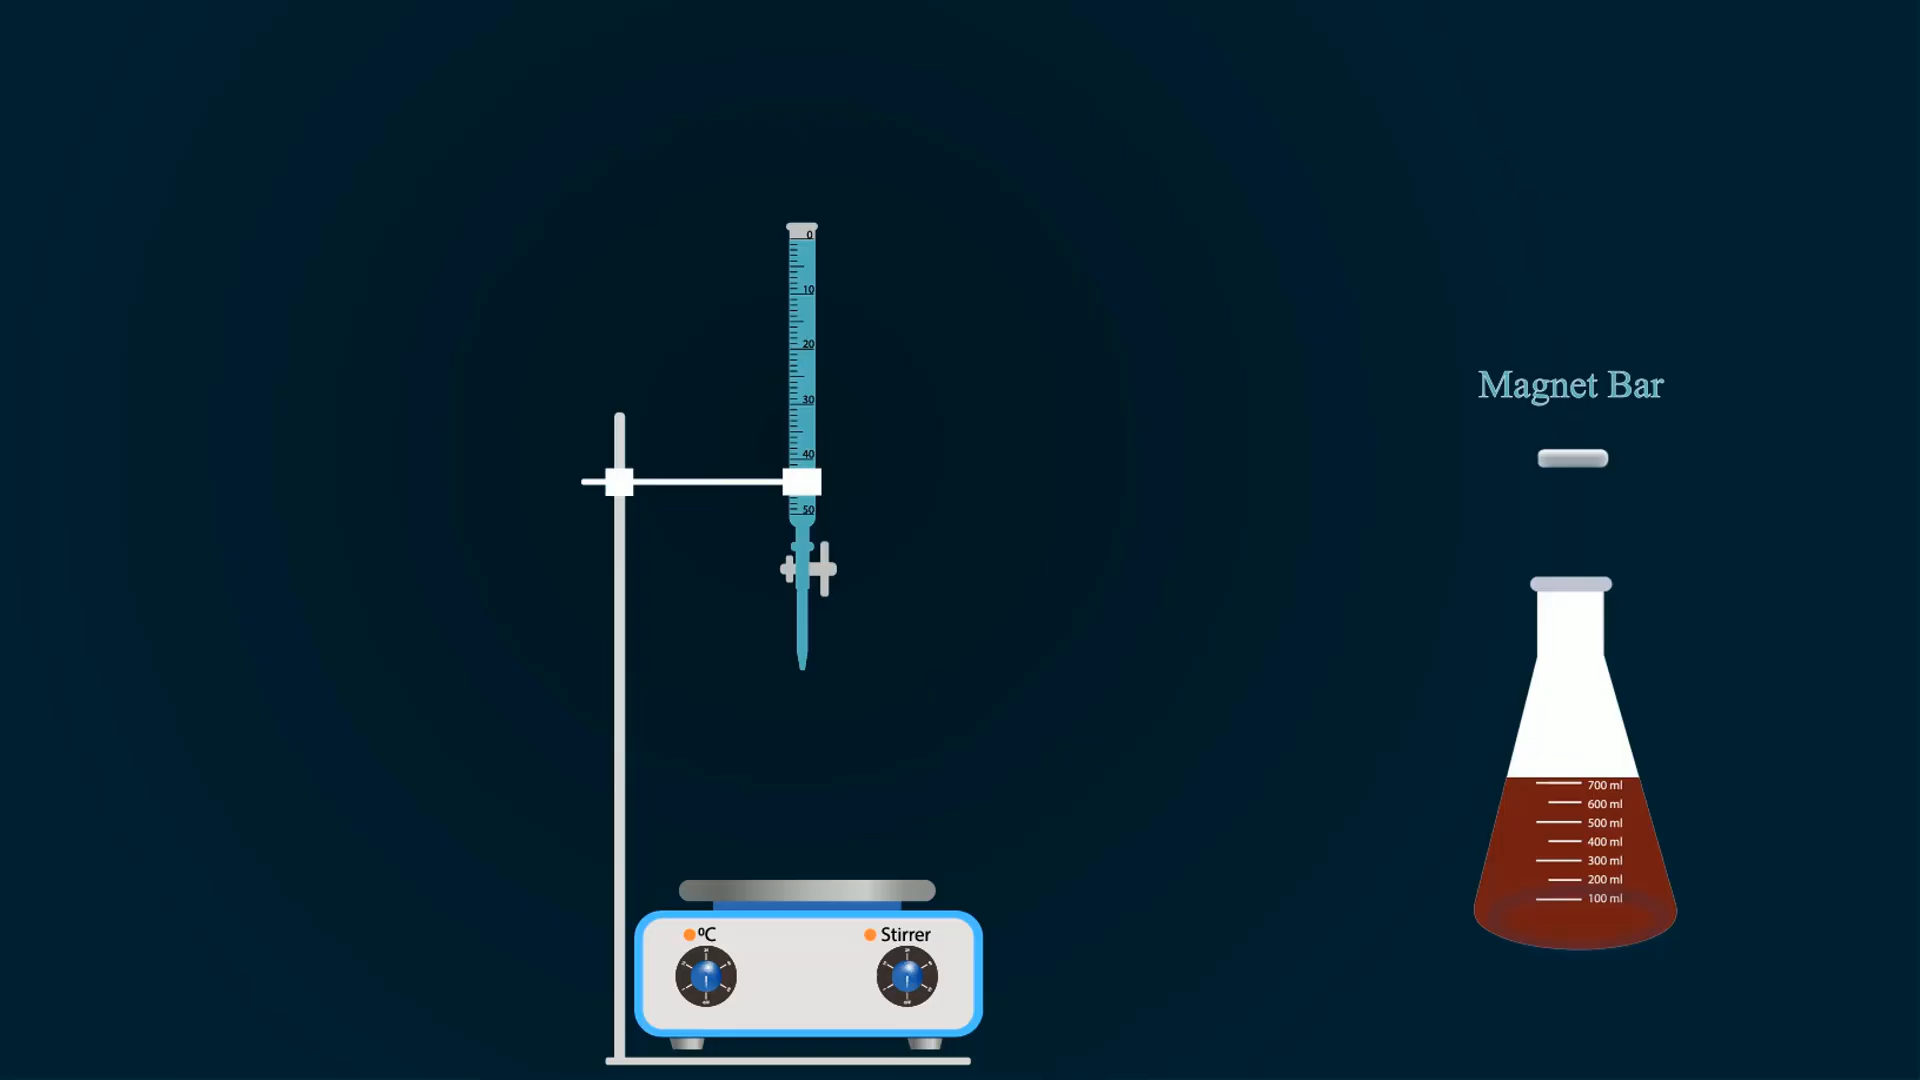 0
10
20
30
40
50
Magnet Bar
700 ml
600 ml
500 ml
400 ml
300 ml
200 ml
100 ml
ºC
Stirrer